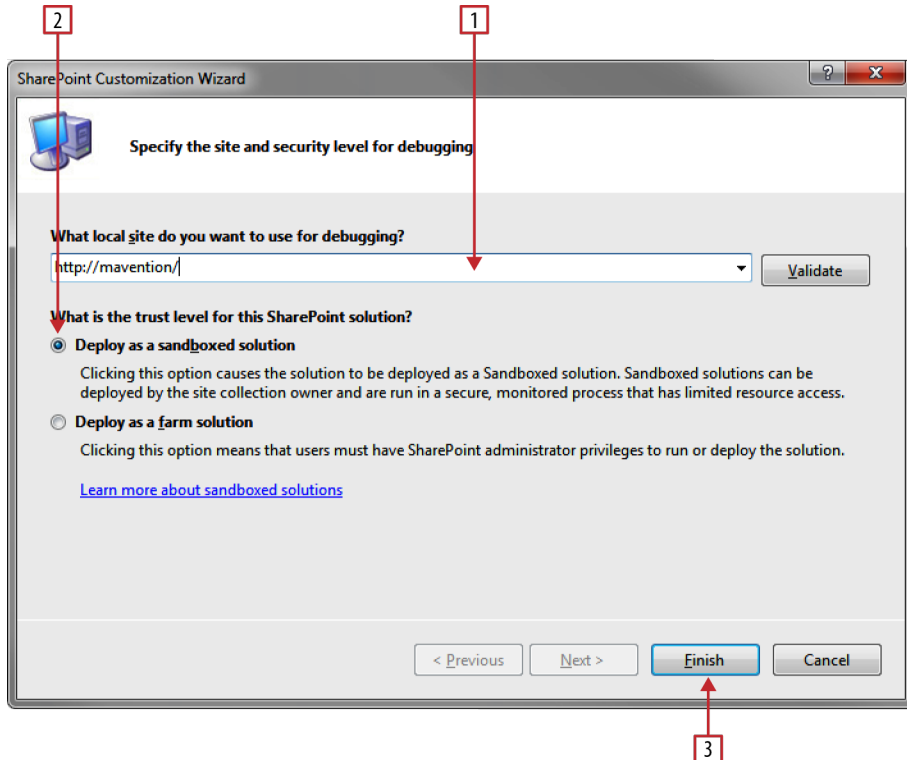 2
1
SharePoint Customization Wizard
?
x
Specify the site and security level for debugging
What local site do you want to use for debugging?
http://mavention/
Validate
What is the trust level for this SharePoint solution?
Deploy as a sandboxed solution
Clicking this option causes the solution to be deployed as a Sandboxed solution. Sandboxed solutions can be
deployed by the site collection owner and are run in a secure, monitored process that has limited resource access.
Deploy as a farm solution
Clicking this option means that users must have SharePoint administrator privileges to run or deploy the solution.
Learn more about sandboxed solutions
< Previous
Next >
Finish
Cancel
3